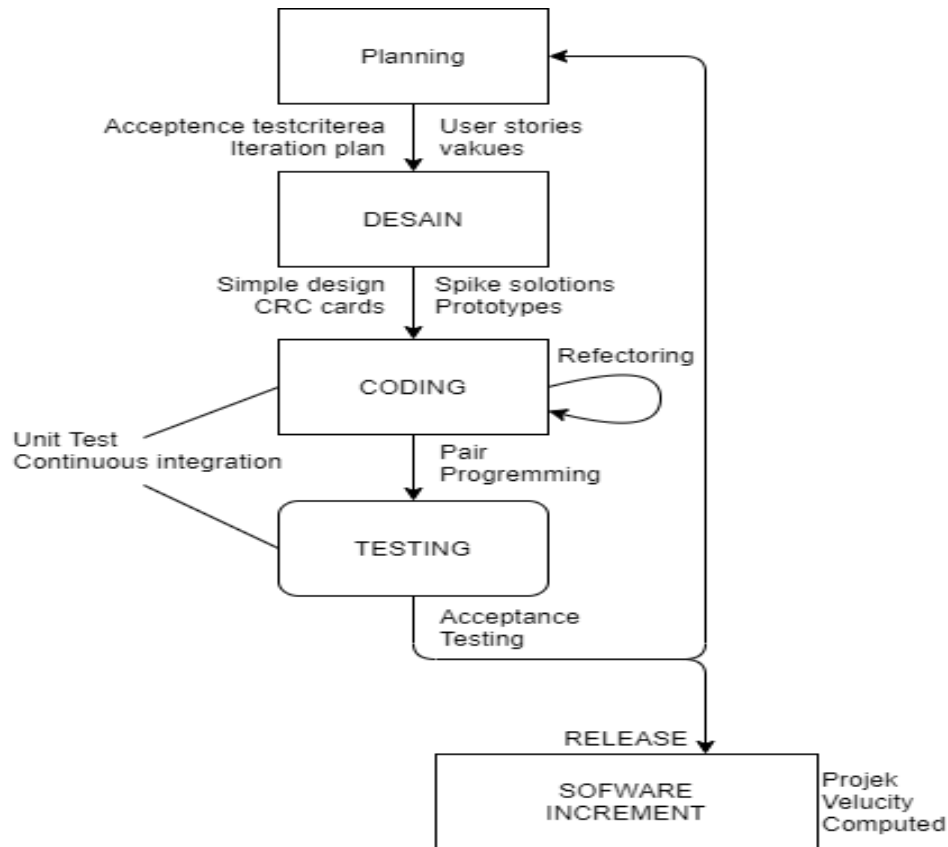 Planning
Acceptence testcriterea
Iteration plan
User stories
vakues
DESAIN
Simple design
CRC cards
Spike solotions
Prototypes
Refectoring
CODING
Unit Test
Continuous integration
Pair
Progremming
TESTING
Acceptance
Testing
RELEASE
SOFWARE
INCREMENT
Projek
Velucity
Computed